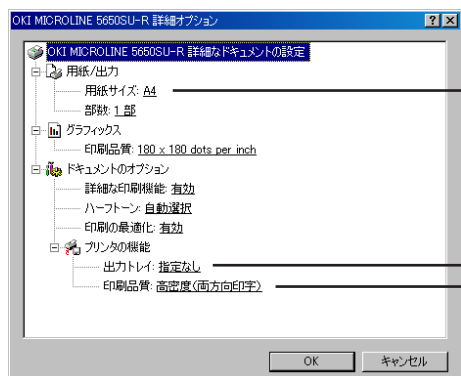 OKI MICROLINE 5650SU-R 詳細オプション
OKI MICROLINE 5650SU-R 詳細なドキュメントの設定
用紙/出力
用紙サイズ: A4
部数: 1 部
グラフィックス
印刷品質: 180 x 180 dots per inch
ドキュメントのオプション
詳細な印刷機能: 有効
ハーフトーン: 自動選択
印刷の最適化: 有効
プリンタの機能
出力トレイ: 指定なし
印刷品質: 高密度(両方向印字)
OK キャンセル